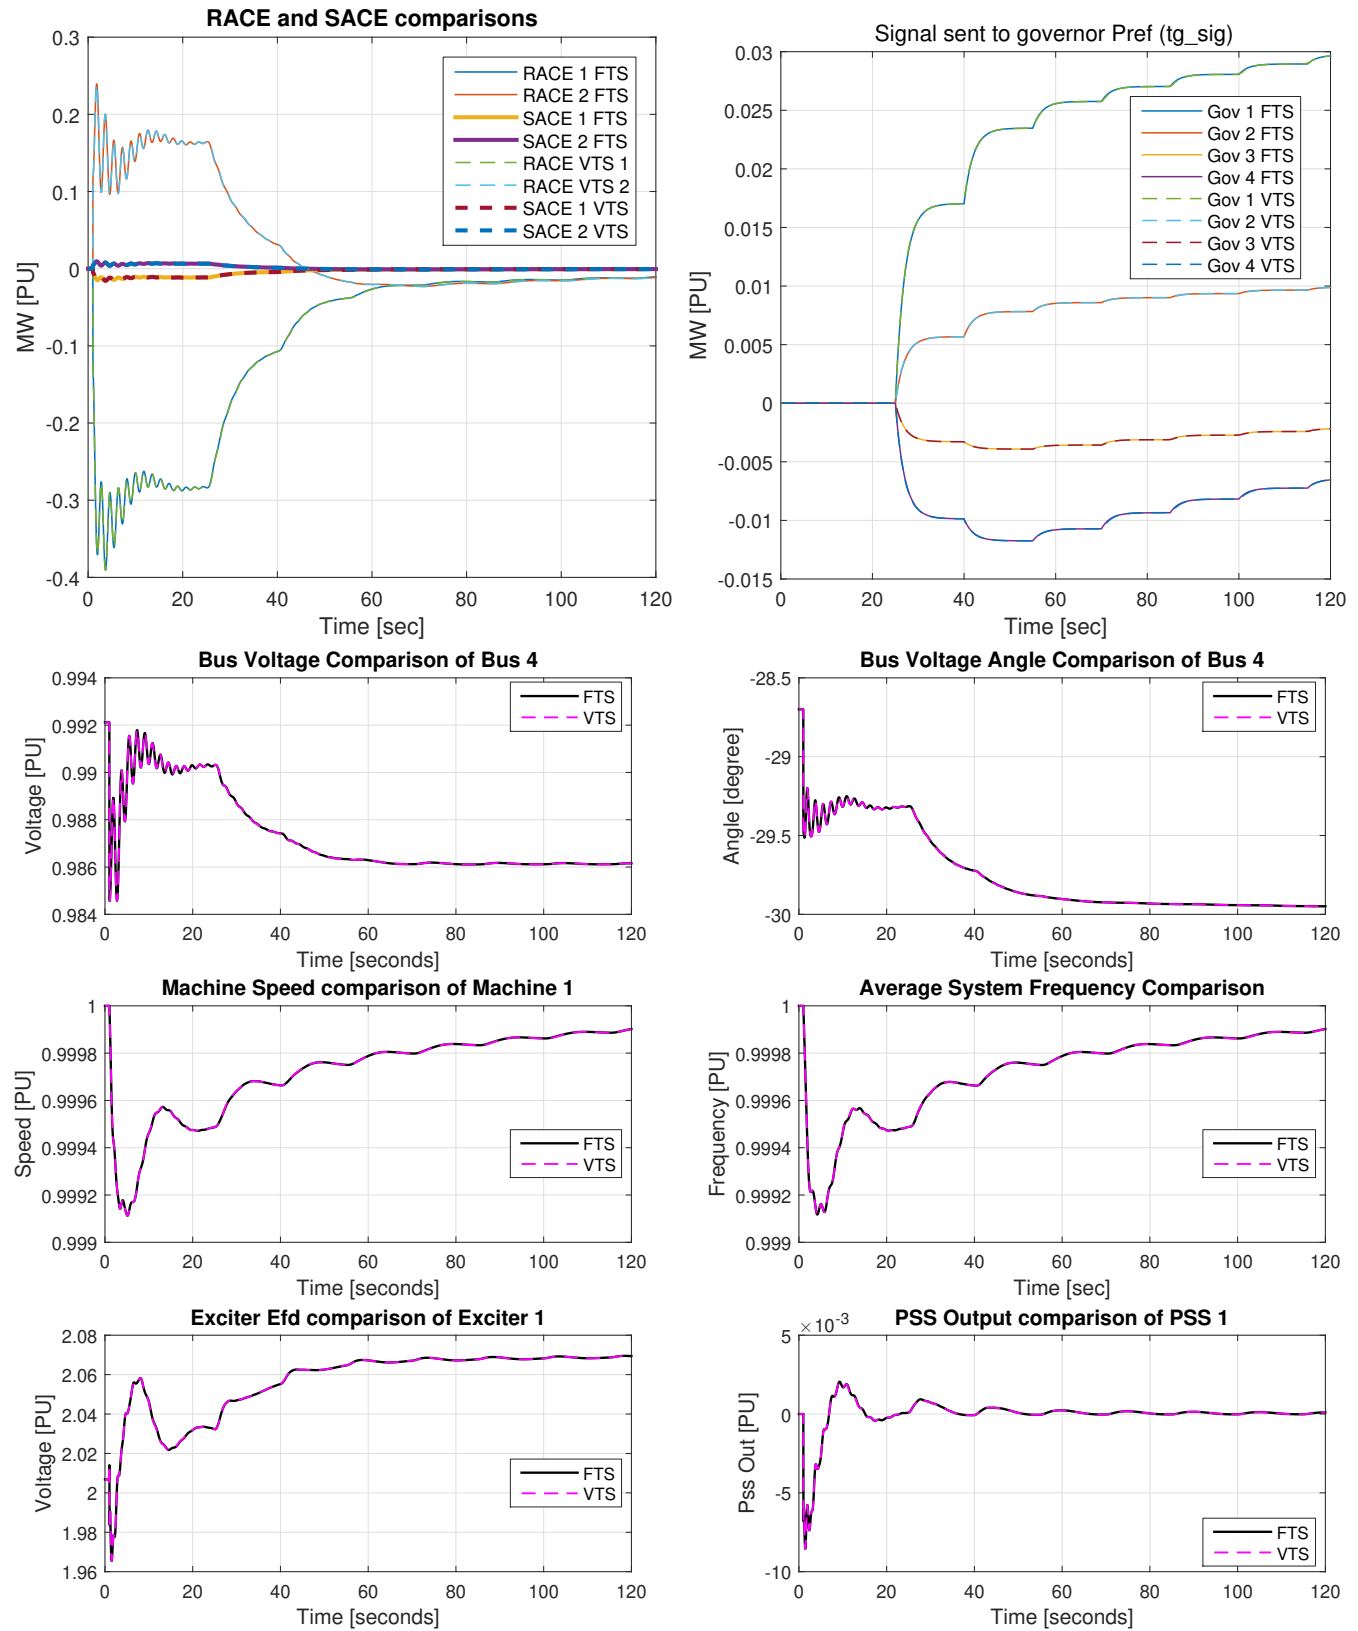 RACE and SACE comparisons
0.3
0.2
0.1
0
-0.1
-0.2
-0.3
-0.4
MW [PU]
0 20 40 60 80 100 120
Time [sec]
RACE 1 FTS
RACE 2 FTS
SACE 1 FTS
SACE 2 FTS
RACE VTS 1
RACE VTS 2
SACE 1 VTS
SACE 2 VTS
Signal sent to governor Pref (tg_sig)
0.03
0.025
0.02
0.015
0.01
0.005
0
-0.005
-0.01
-0.015
MW [PU]
0 20 40 60 80 100 120
Time [sec]
Gov 1 FTS
Gov 2 FTS
Gov 3 FTS
Gov 4 FTS
Gov 1 VTS
Gov 2 VTS
Gov 3 VTS
Gov 4 VTS
Bus Voltage Comparison of Bus 4
0.994
0.992
0.99
0.988
0.986
0.984
Voltage [PU]
0 20 40 60 80 100 120
Time [seconds]
FTS
VTS
Bus Voltage Angle Comparison of Bus 4
-28.5
-29
-29.5
-30
Angle [degree]
0 20 40 60 80 100 120
Time [seconds]
FTS
VTS
Machine Speed comparison of Machine 1
1
0.9998
0.9996
0.9994
0.9992
0.999
Speed [PU]
0 20 40 60 80 100 120
Time [seconds]
FTS
VTS
Average System Frequency Comparison
1
0.9998
0.9996
0.9994
0.9992
0.999
Frequency [PU]
0 20 40 60 80 100 120
Time [sec]
FTS
VTS
Exciter Efd comparison of Exciter 1
2.08
2.06
2.04
2.02
2
1.98
1.96
Voltage [PU]
0 20 40 60 80 100 120
Time [seconds]
FTS
VTS
PSS Output comparison of PSS 1
×10⁻³
5
0
-5
-10
Pss Out [PU]
0 20 40 60 80 100 120
Time [seconds]
FTS
VTS